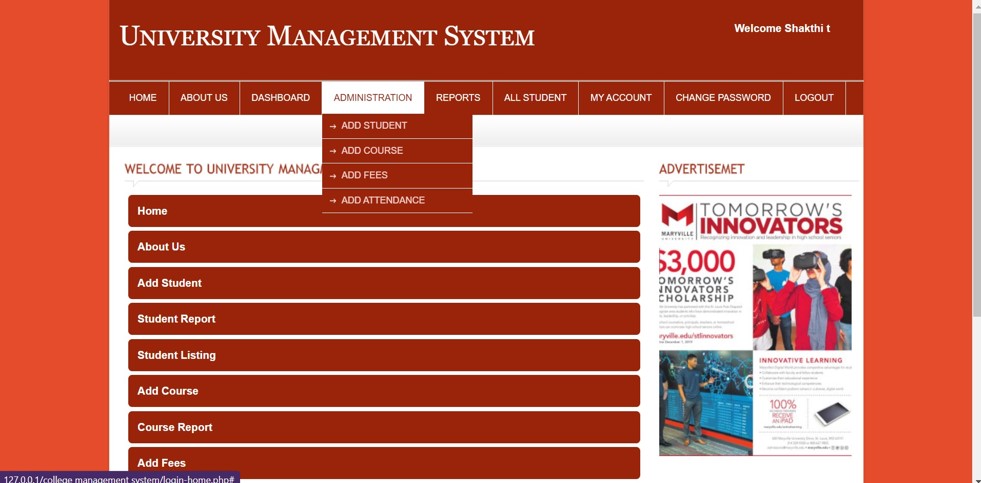 University Management System
Welcome Shakthi t
HOME
ABOUT US
DASHBOARD
ADMINISTRATION
REPORTS
ALL STUDENT
MY ACCOUNT
CHANGE PASSWORD
LOGOUT
→ ADD STUDENT
→ ADD COURSE
→ ADD FEES
→ ADD ATTENDANCE
WELCOME TO UNIVERSITY MANAG
Home
About Us
Add Student
Student Report
Student Listing
Add Course
Course Report
Add Fees
ADVERTISEMET
MARYVILLE
TOMORROW'S
INNOVATORS
Recognizing innovation and leadership in high school seniors
$3,000
OMORROW'S
NNOVATORS
CHOLARSHIP
ryville.edu/stlinnovators
INNOVATIVE LEARNING
100%
RECEIVE
AN iPAD
127.0.0.1/college management system/login-home.php#